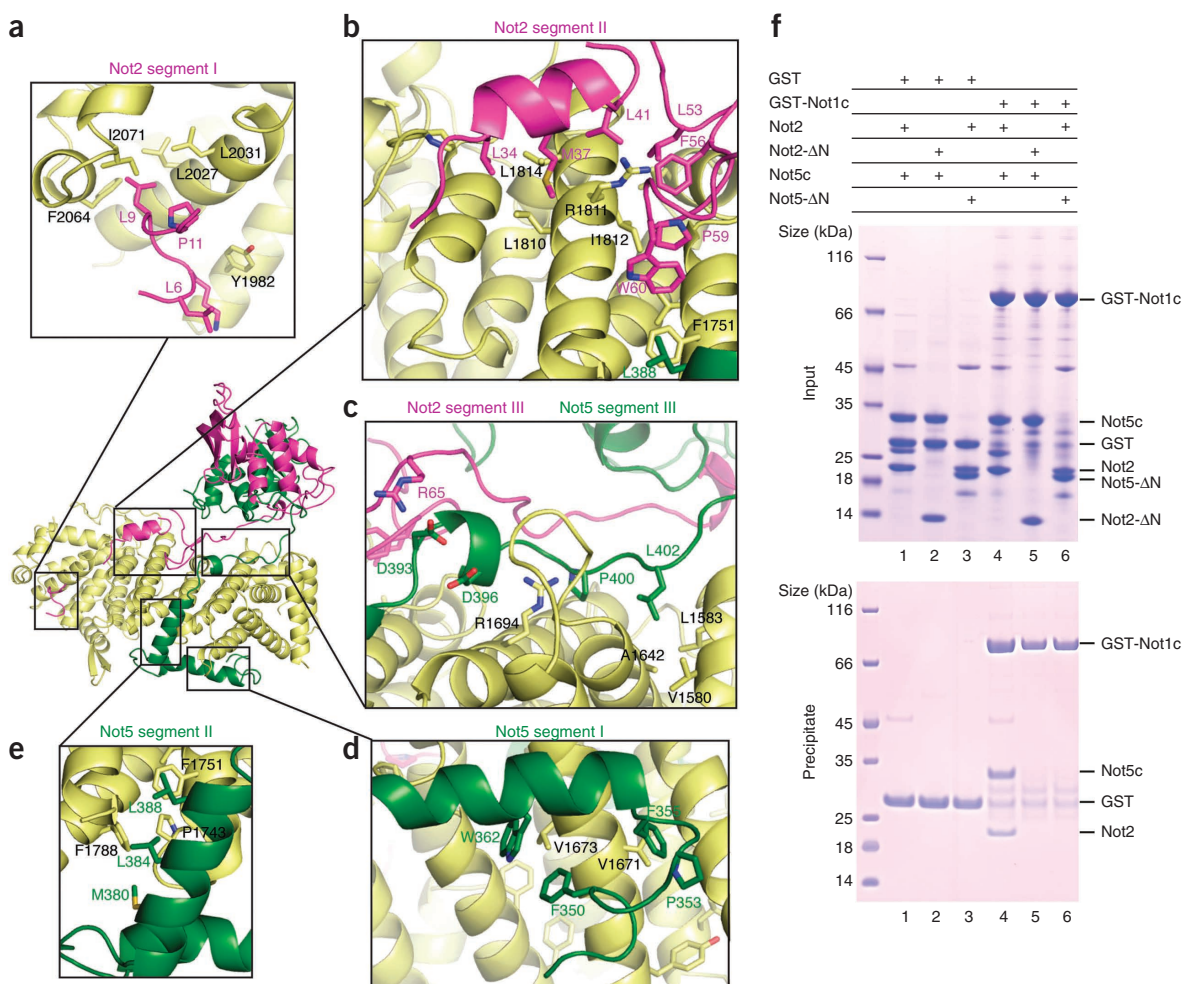 a
Not2 segment I
I2071
L2031
L2027
F2064
L9
P11
Y1982
L6
b
Not2 segment II
L41
L53
L34
M37
F56
L1814
R1811
L1810
I1812
P59
W60
F1751
L388
c
Not2 segment III
Not5 segment III
R65
D393
D396
P400
L402
R1694
L1583
A1642
V1580
e
Not5 segment II
F1751
L388
P1743
F1788
L384
M380
d
Not5 segment I
W362
V1673
F355
V1671
F350
P353
f
GST + + +
GST-Not1c + + +
Not2 + + + +
Not2-ΔN + +
Not5c + + + +
Not5-ΔN + +
Size (kDa)
116
66
45
35
25
18
14
Input
GST-Not1c
Not5c
GST
Not2
Not5-ΔN
Not2-ΔN
1 2 3 4 5 6
Size (kDa)
116
66
45
35
25
18
14
Precipitate
GST-Not1c
Not5c
GST
Not2
1 2 3 4 5 6